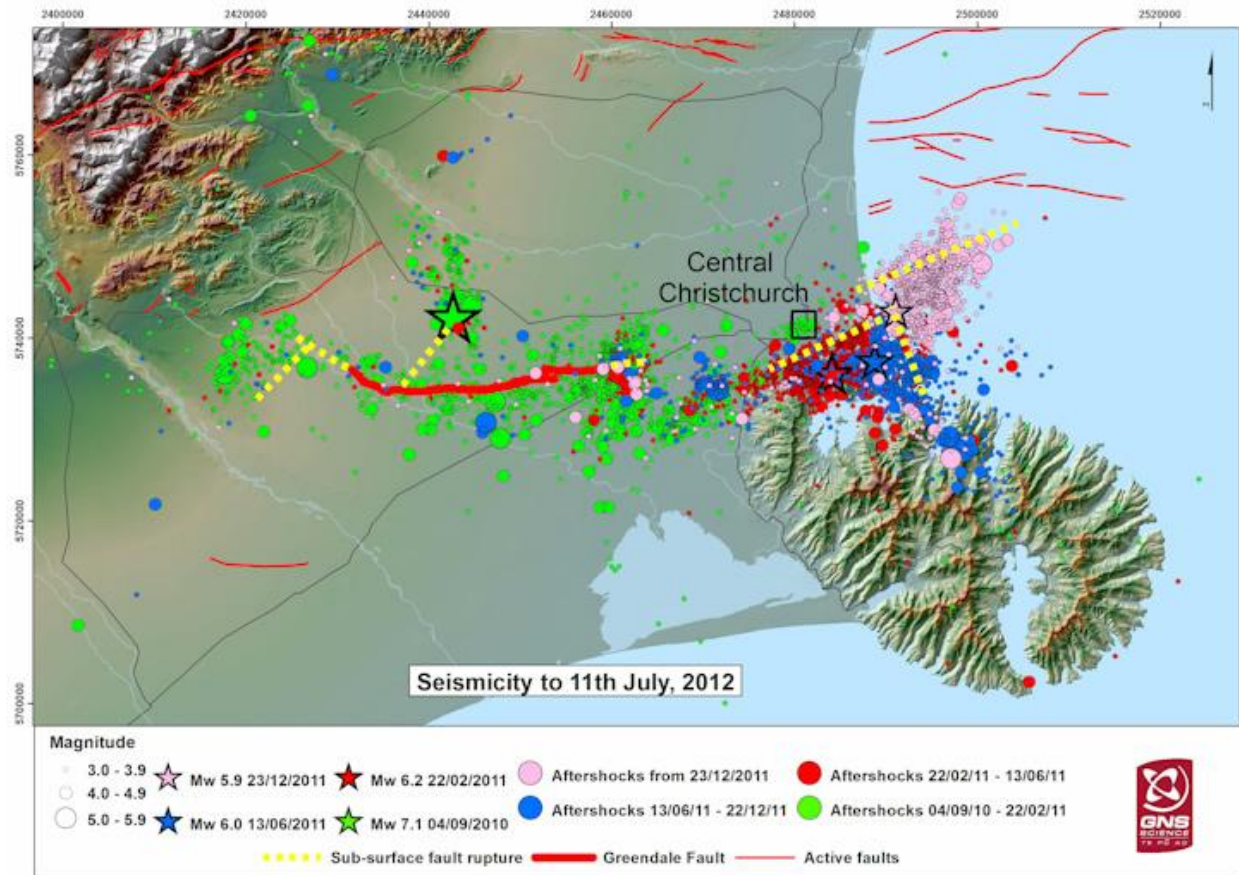 2400000 2420000 2440000 2460000 2480000 2500000 2520000
5760000
5740000
5720000
5700000
Central
Christchurch
Seismicity to 11th July, 2012
Magnitude
3.0 - 3.9
4.0 - 4.9
5.0 - 5.9
Mw 5.9 23/12/2011
Mw 6.0 13/06/2011
Mw 6.2 22/02/2011
Mw 7.1 04/09/2010
Aftershocks from 23/12/2011
Aftershocks 13/06/11 - 22/12/11
Aftershocks 22/02/11 - 13/06/11
Aftershocks 04/09/10 - 22/02/11
Sub-surface fault rupture
Greendale Fault
Active faults
GNS
SCIENCE
TE PŪ AO